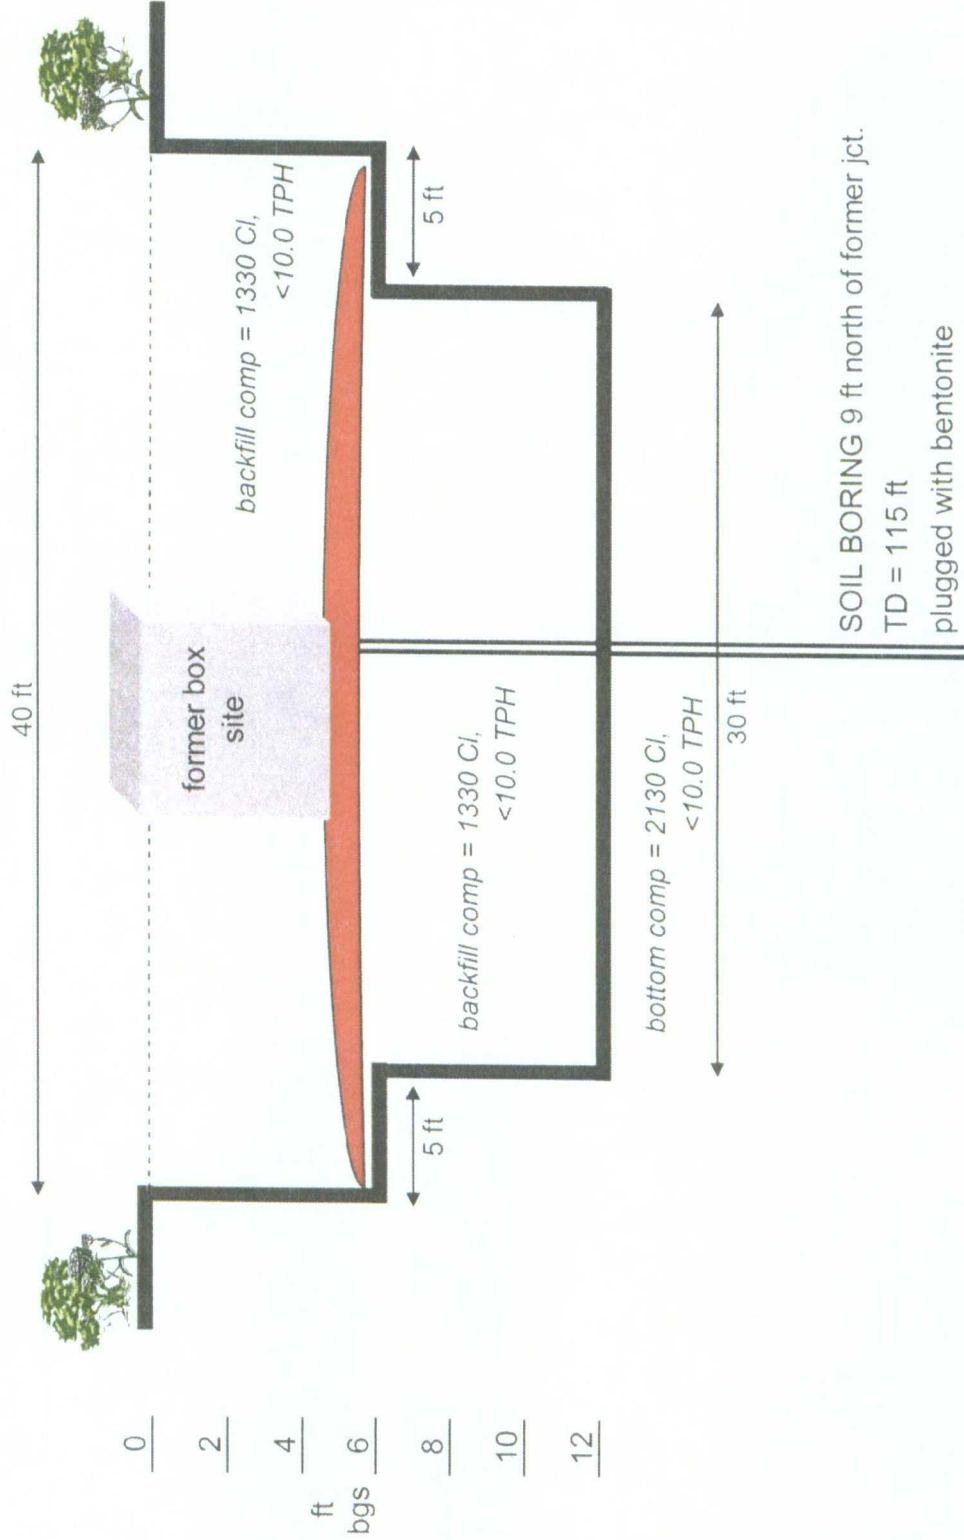 40 ft
former box
site
backfill comp = 1330 Cl,
<10.0 TPH
5 ft
5 ft
backfill comp = 1330 Cl,
<10.0 TPH
bottom comp = 2130 Cl,
<10.0 TPH
30 ft
SOIL BORING 9 ft north of former jct.
TD = 115 ft
plugged with bentonite
0
2
4
6
8
10
12
ft
bgs